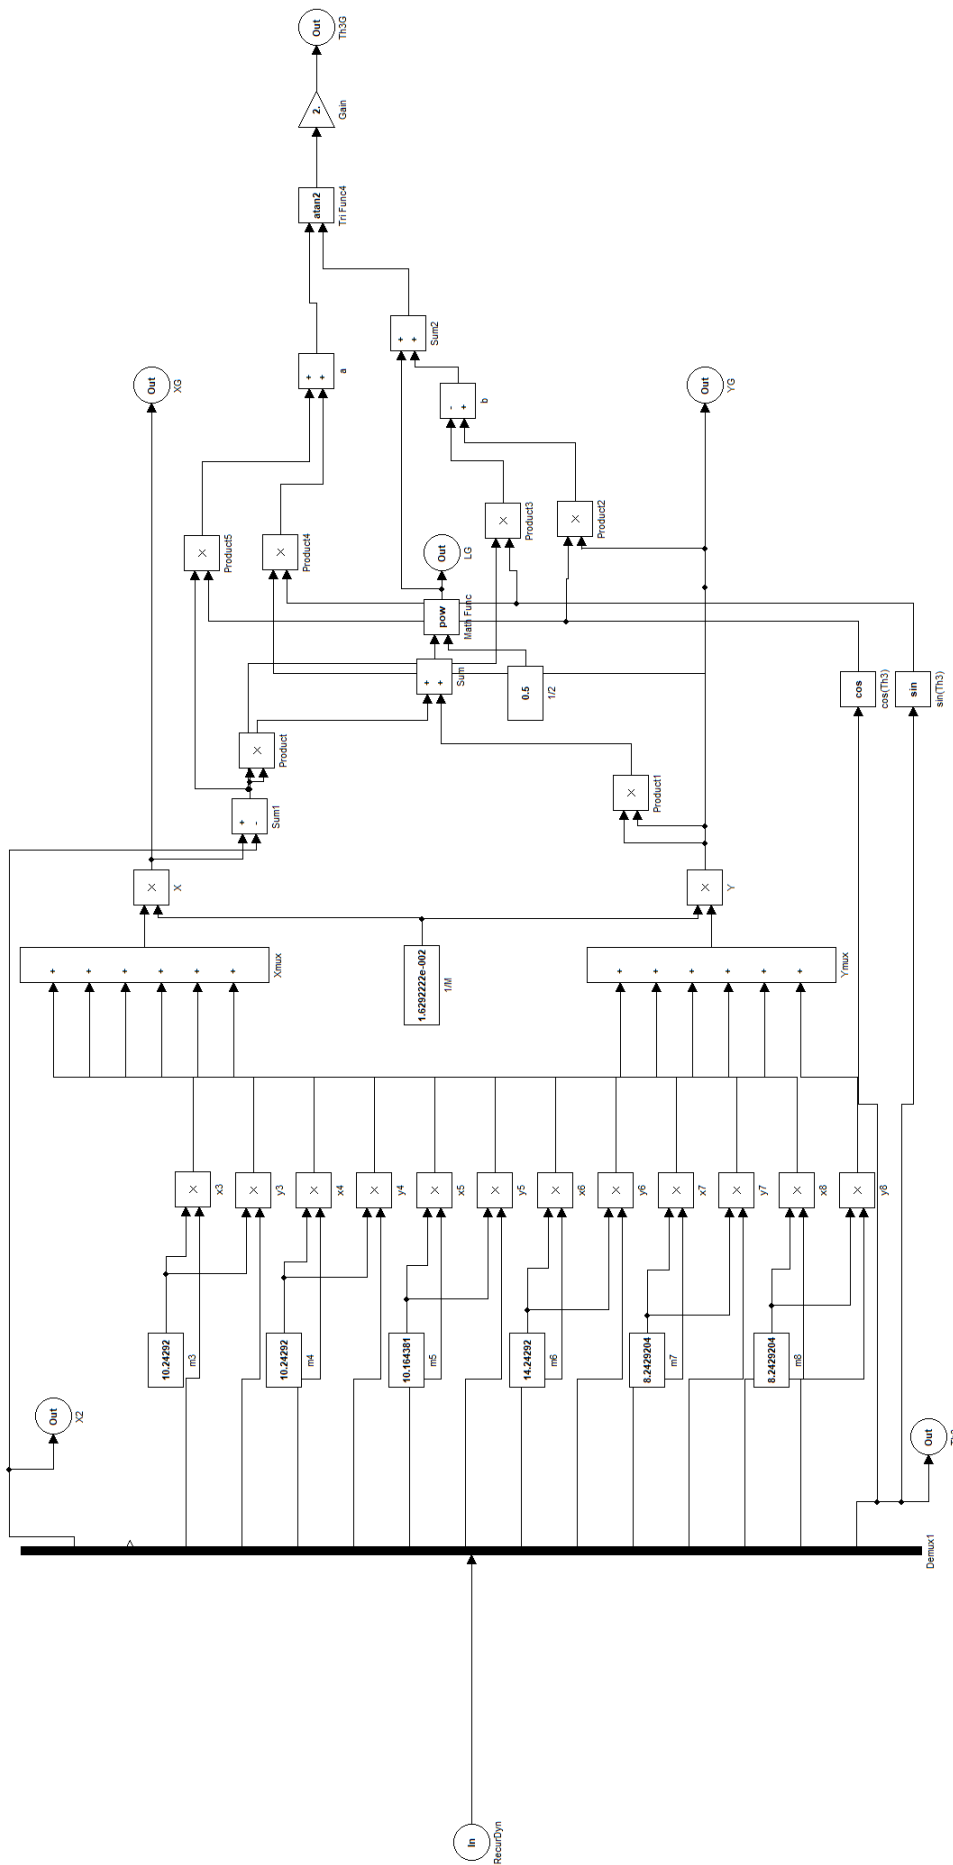 Out
Th3G
2.
Gain
atan2
Tri Func4
Out
XG
a
Sum2
b
Out
YG
Product5
Product4
Out
LG
Product3
Product2
pow
Math Func
Sum
0.5
1/2
cos
cos(Th3)
sin
sin(Th3)
Product
Product1
Sum1
X
Y
Xmux
1.6292222e-002
1/M
Ymux
x3
y3
x4
y4
x5
y5
x6
y6
x7
y7
x8
y8
10.24292
m3
10.24292
m4
10.164381
m5
14.24292
m6
8.2429204
m7
8.2429204
m8
Out
X2
Out
Demux1
In
RecurDyn